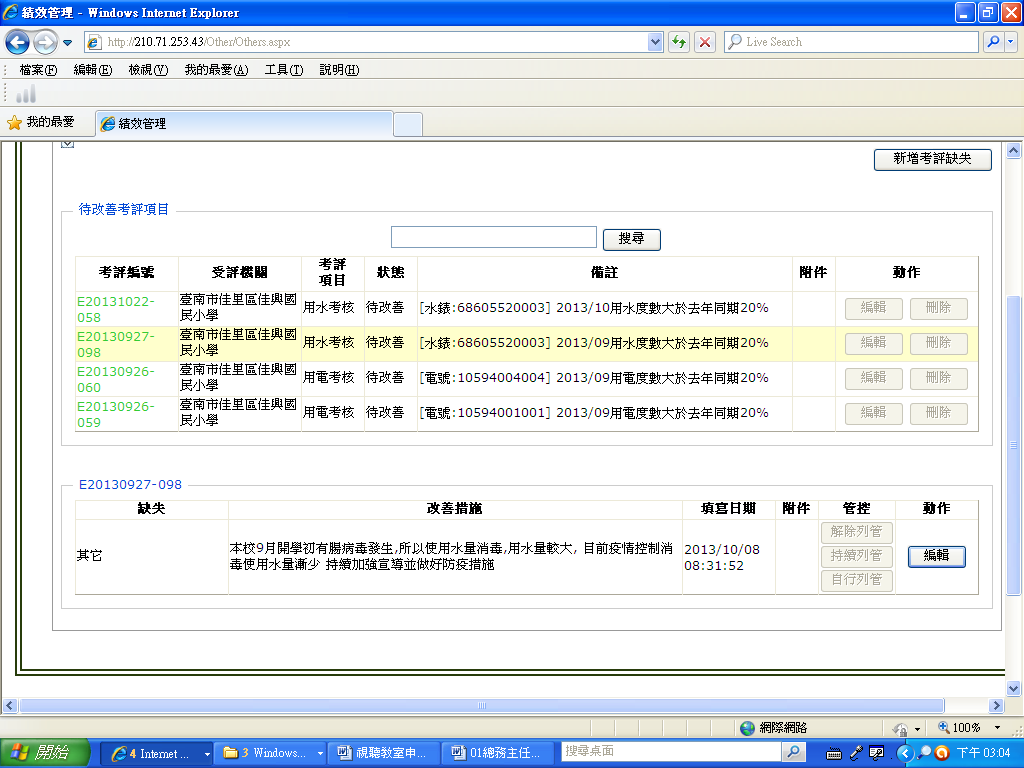 績效管理 - Windows Internet Explorer
http://210.71.253.43/Other/Others.aspx
Live Search
檔案(F) 編輯(E) 檢視(V) 我的最愛(A) 工具(T) 說明(H)
我的最愛 績效管理
新增考評缺失
待改善考評項目
搜尋
考評編號 受評機關 考評項目 狀態 備註 附件 動作
E20131022-058 臺南市佳里區佳興國民小學 用水考核 待改善 [水錶:68605520003] 2013/10用水度數大於去年同期20% 編輯 刪除
E20130927-098 臺南市佳里區佳興國民小學 用水考核 待改善 [水錶:68605520003] 2013/09用水度數大於去年同期20% 編輯 刪除
E20130926-060 臺南市佳里區佳興國民小學 用電考核 待改善 [電號:10594004004] 2013/09用電度數大於去年同期20% 編輯 刪除
E20130926-059 臺南市佳里區佳興國民小學 用電考核 待改善 [電號:10594001001] 2013/09用電度數大於去年同期20% 編輯 刪除
E20130927-098
缺失 改善措施 填寫日期 附件 管控 動作
其它
本校9月開學初有腸病毒發生,所以使用水量消毒,用水量較大, 目前疫情控制消
毒使用水量漸少 持續加強宣導並做好防疫措施
2013/10/08
08:31:52
解除列管
持續列管
自行列管
編輯
網際網路 100%
開始 4 Internet ... 3 Windows... 視聽教室申... 01總務主任... 搜尋桌面 下午 03:04